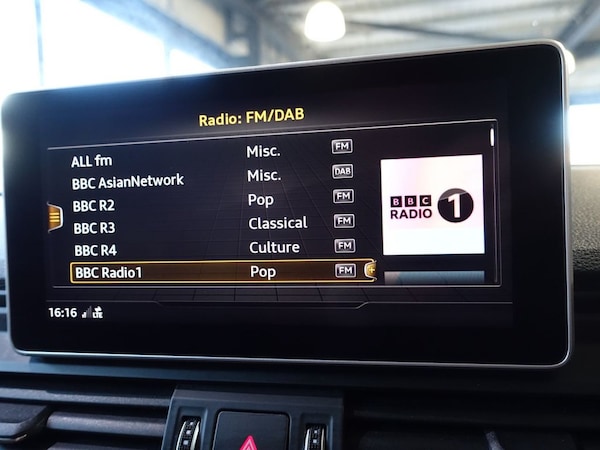 Radio: FM/DAB
ALL fm Misc. FM
BBC AsianNetwork Misc. DAB
BBC R2 Pop FM
BBC R3 Classical FM
BBC R4 Culture FM
BBC Radio1 Pop FM
BBC
RADIO 1
16:16 LTE